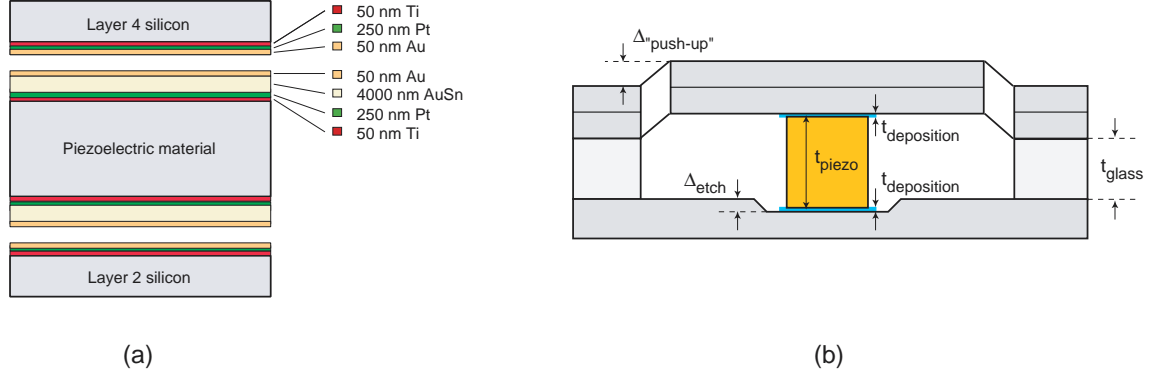 Layer 4 silicon
50 nm Ti
250 nm Pt
50 nm Au
50 nm Au
4000 nm AuSn
250 nm Pt
50 nm Ti
Piezoelectric material
Layer 2 silicon
(a)
Δ"push-up"
tdeposition
tpiezo
tglass
Δetch
tdeposition
(b)